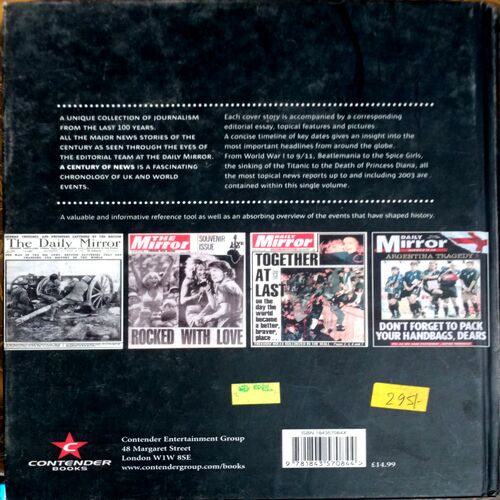 A UNIQUE COLLECTION OF JOURNALISM
FROM THE LAST 100 YEARS.
ALL THE MAJOR NEWS STORIES OF THE
CENTURY AS SEEN THROUGH THE EYES OF
THE EDITORIAL TEAM AT THE DAILY MIRROR.
A CENTURY OF NEWS IS A FASCINATING
CHRONOLOGY OF UK AND WORLD
EVENTS.
Each cover story is accompanied by a corresponding
editorial essay, topical features and pictures.
A concise timeline of key dates gives an insight into the
most important headlines from around the globe.
From World War I to 9/11, Beatlemania to the Spice Girls,
the sinking of the Titanic to the Death of Princess Diana, all
the world news reports up to and including 2003 are
contained within this single volume.
A valuable and informative reference tool as well as an absorbing overview of the events that have shaped history.
The Daily Mirror
THE
Mirror
SOUVENIR
ISSUE
ROCKED WITH LOVE
DAILY
Mirror
TOGETHER
AT LAST
on the
day the
world
became a
better,
braver,
place . .
DAILY
Mirror
ARGENTINA TRAGEDY
DON'T FORGET TO PACK
YOUR HANDBAGS, DEARS
295/-
CONTENDER
BOOKS
Contender Entertainment Group
48 Margaret Street
London W1W 8SE
www.contendergroup.com/books
ISBN 184357084X
9 781843 570844 >
£14.99